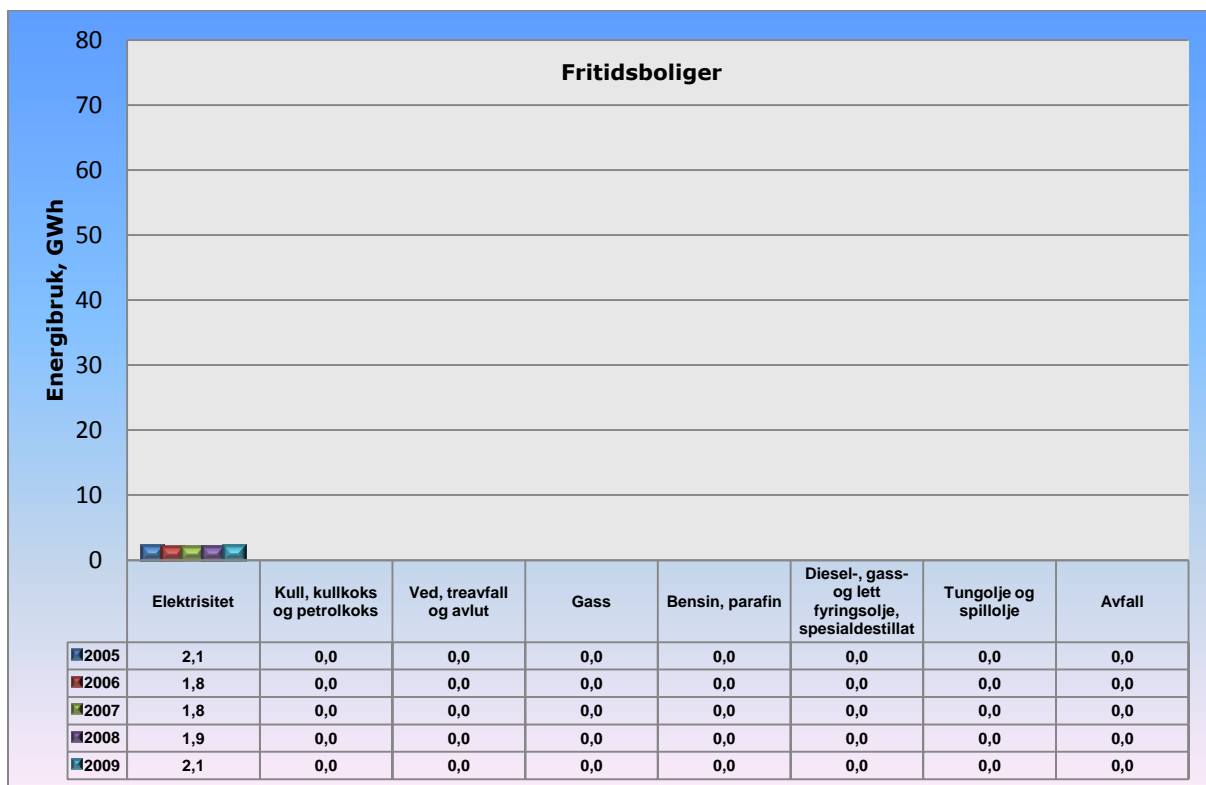 Fritidsboliger
Energibruk, GWh
80
70
60
50
40
30
20
10
0
Elektrisitet
Kull, kullkoks
og petrolkoks
Ved, treavfall
og avlut
Gass
Bensin, parafin
Diesel-, gass-
og lett
fyringsolje,
spesialdestillat
Tungolje og
spillolje
Avfall
2005 2,1 0,0 0,0 0,0 0,0 0,0 0,0 0,0
2006 1,8 0,0 0,0 0,0 0,0 0,0 0,0 0,0
2007 1,8 0,0 0,0 0,0 0,0 0,0 0,0 0,0
2008 1,9 0,0 0,0 0,0 0,0 0,0 0,0 0,0
2009 2,1 0,0 0,0 0,0 0,0 0,0 0,0 0,0